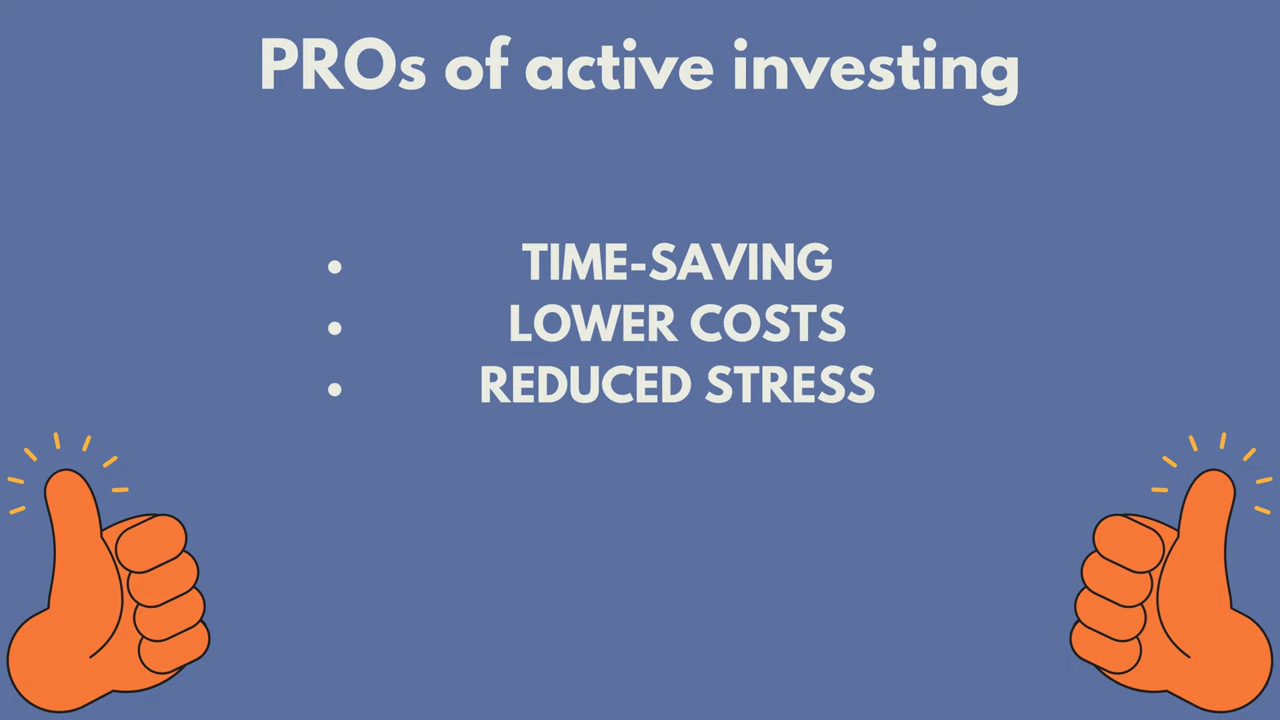 PROs of active investing
• TIME-SAVING
• LOWER COSTS
• REDUCED STRESS